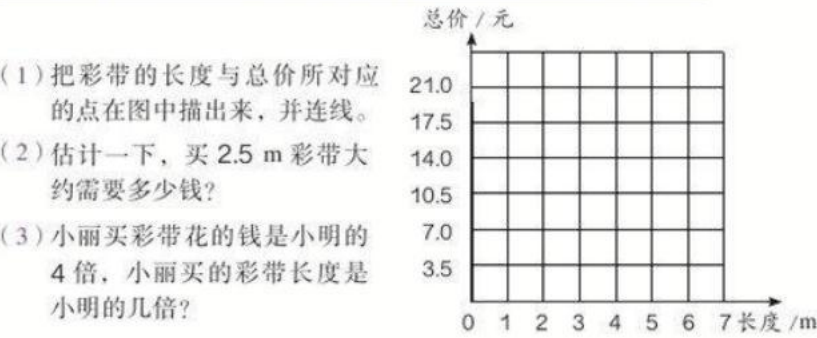 (1)把彩带的长度与总价所对应
的点在图中描出来，并连线。
(2)估计一下，买 2.5 m 彩带大
约需要多少钱？
(3)小丽买彩带花的钱是小明的
4 倍，小丽买的彩带长度是
小明的几倍？
总价/元
21.0
17.5
14.0
10.5
7.0
3.5
0 1 2 3 4 5 6 7 长度/m